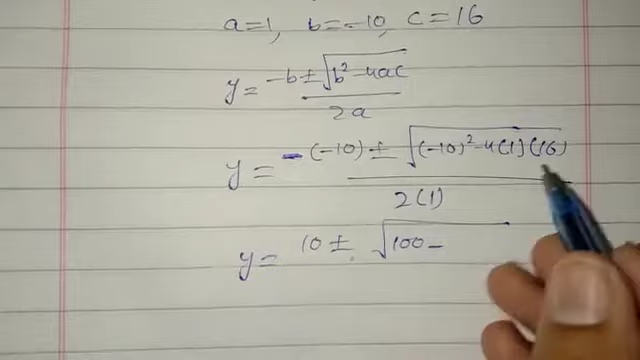 a=1, b=-10, c=16
y= -b±√b²-4ac
2a
y= -(-10)±√(-10)²-4(1)(16)
2(1)
y= 10± √100-